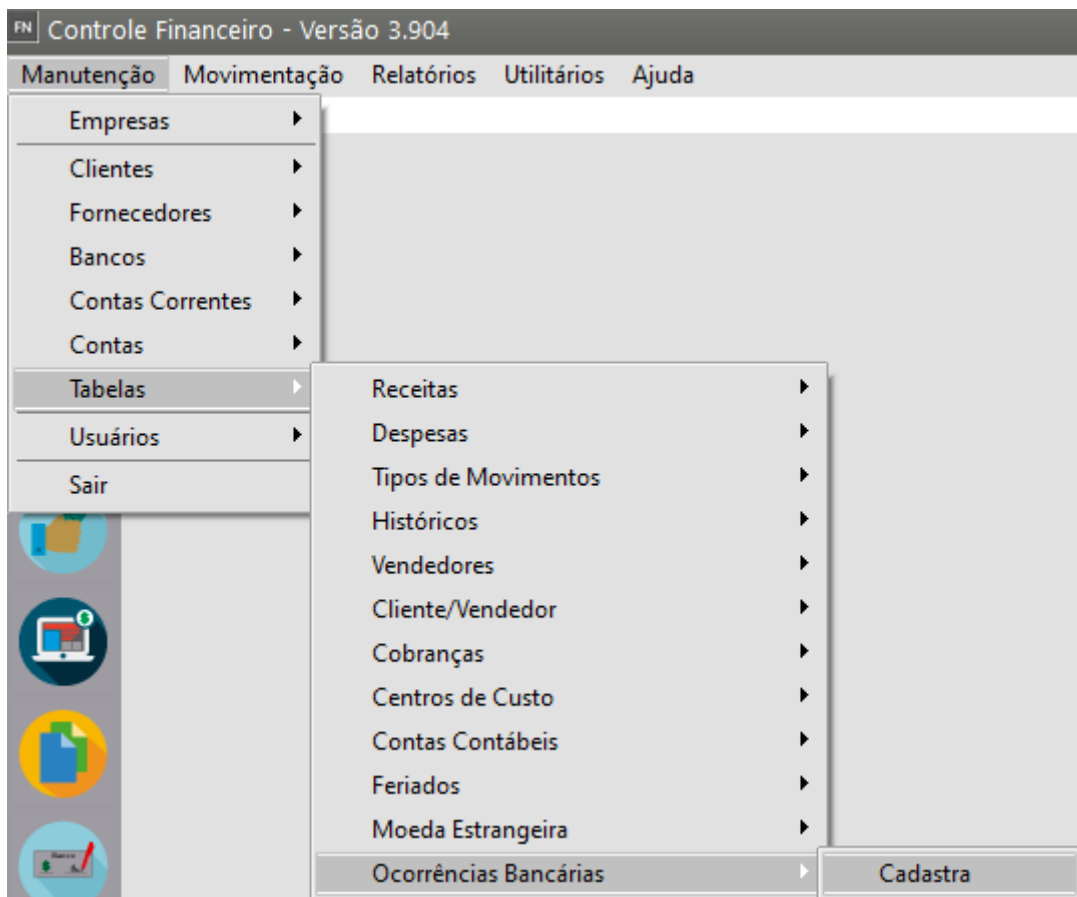 FN Controle Financeiro - Versão 3.904
Manutenção Movimentação Relatórios Utilitários Ajuda
Empresas
Clientes
Fornecedores
Bancos
Contas Correntes
Contas
Tabelas
Usuários
Sair
Receitas
Despesas
Tipos de Movimentos
Históricos
Vendedores
Cliente/Vendedor
Cobranças
Centros de Custo
Contas Contábeis
Feriados
Moeda Estrangeira
Ocorrências Bancárias
Cadastra